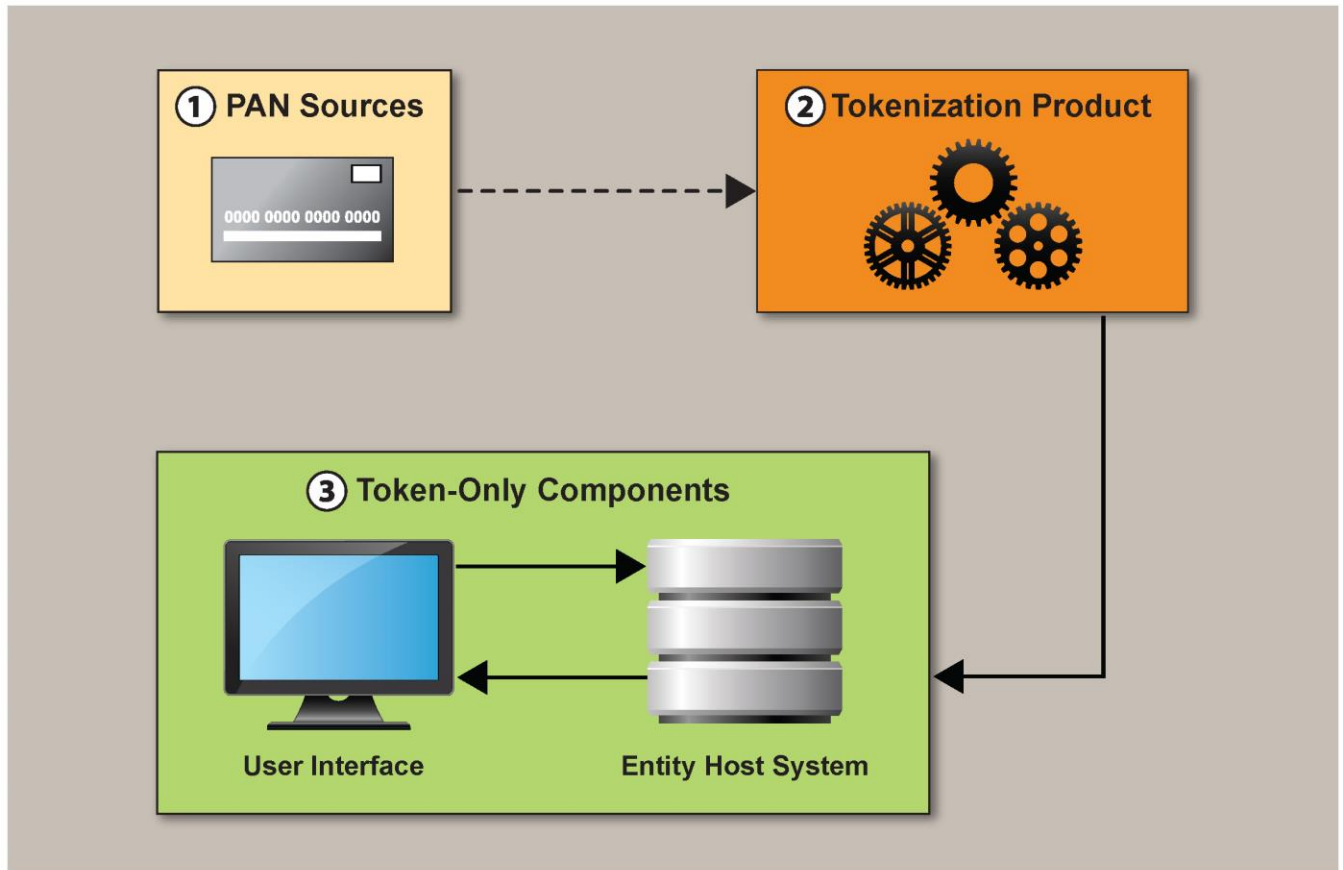 1 PAN Sources
0000 0000 0000 0000
2 Tokenization Product
3 Token-Only Components
User Interface
Entity Host System